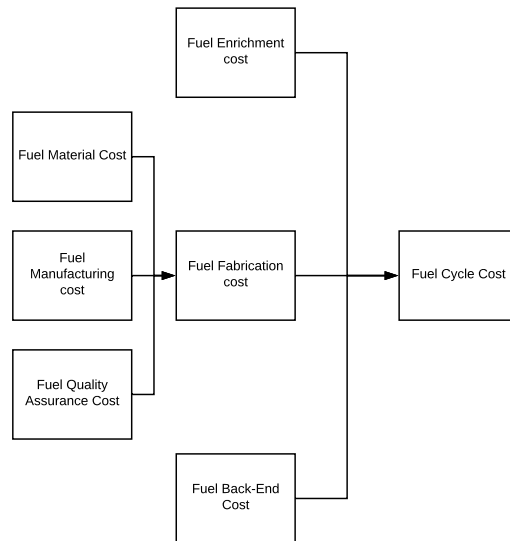 Fuel Enrichment
cost
Fuel Material Cost
Fuel
Manufacturing
cost
Fuel Fabrication
cost
Fuel Cycle Cost
Fuel Quality
Assurance Cost
Fuel Back-End
Cost